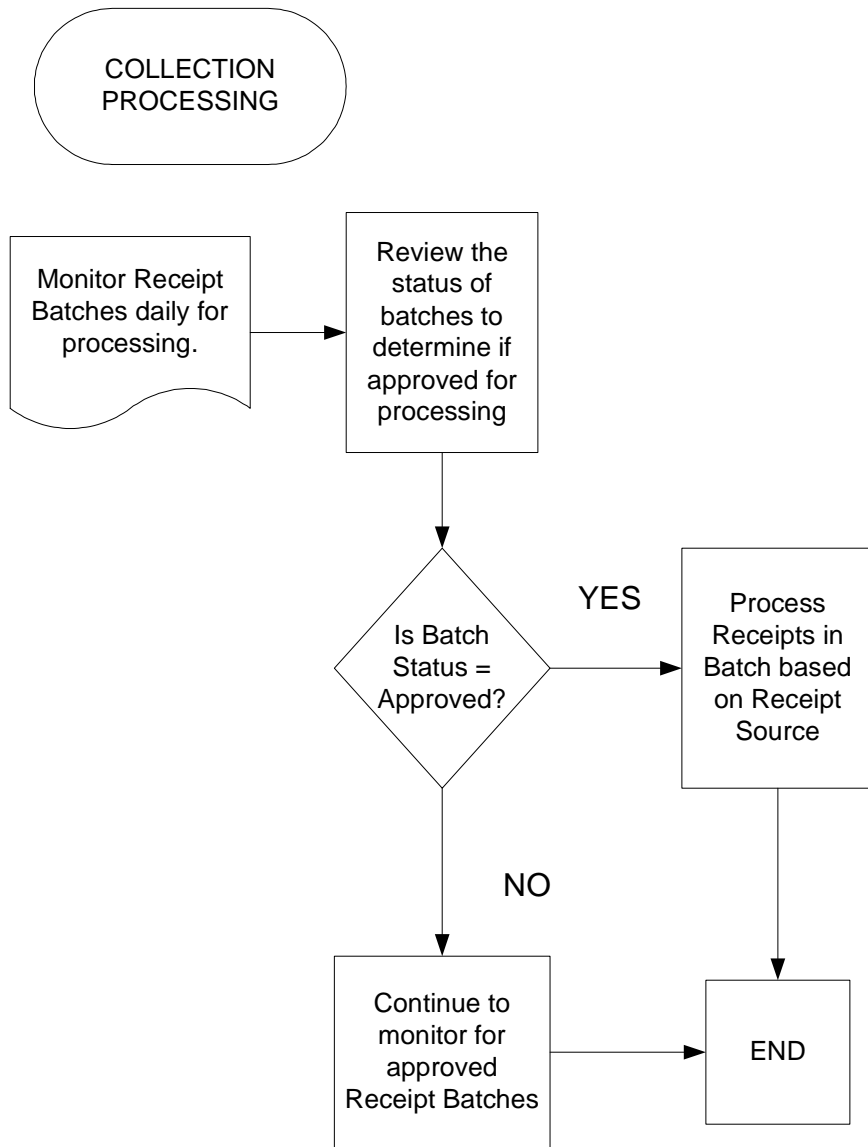 COLLECTION
PROCESSING
Monitor Receipt
Batches daily for
processing.
Review the
status of
batches to
determine if
approved for
processing
Is Batch
Status =
Approved?
YES
Process
Receipts in
Batch based
on Receipt
Source
NO
Continue to
monitor for
approved
Receipt Batches
END